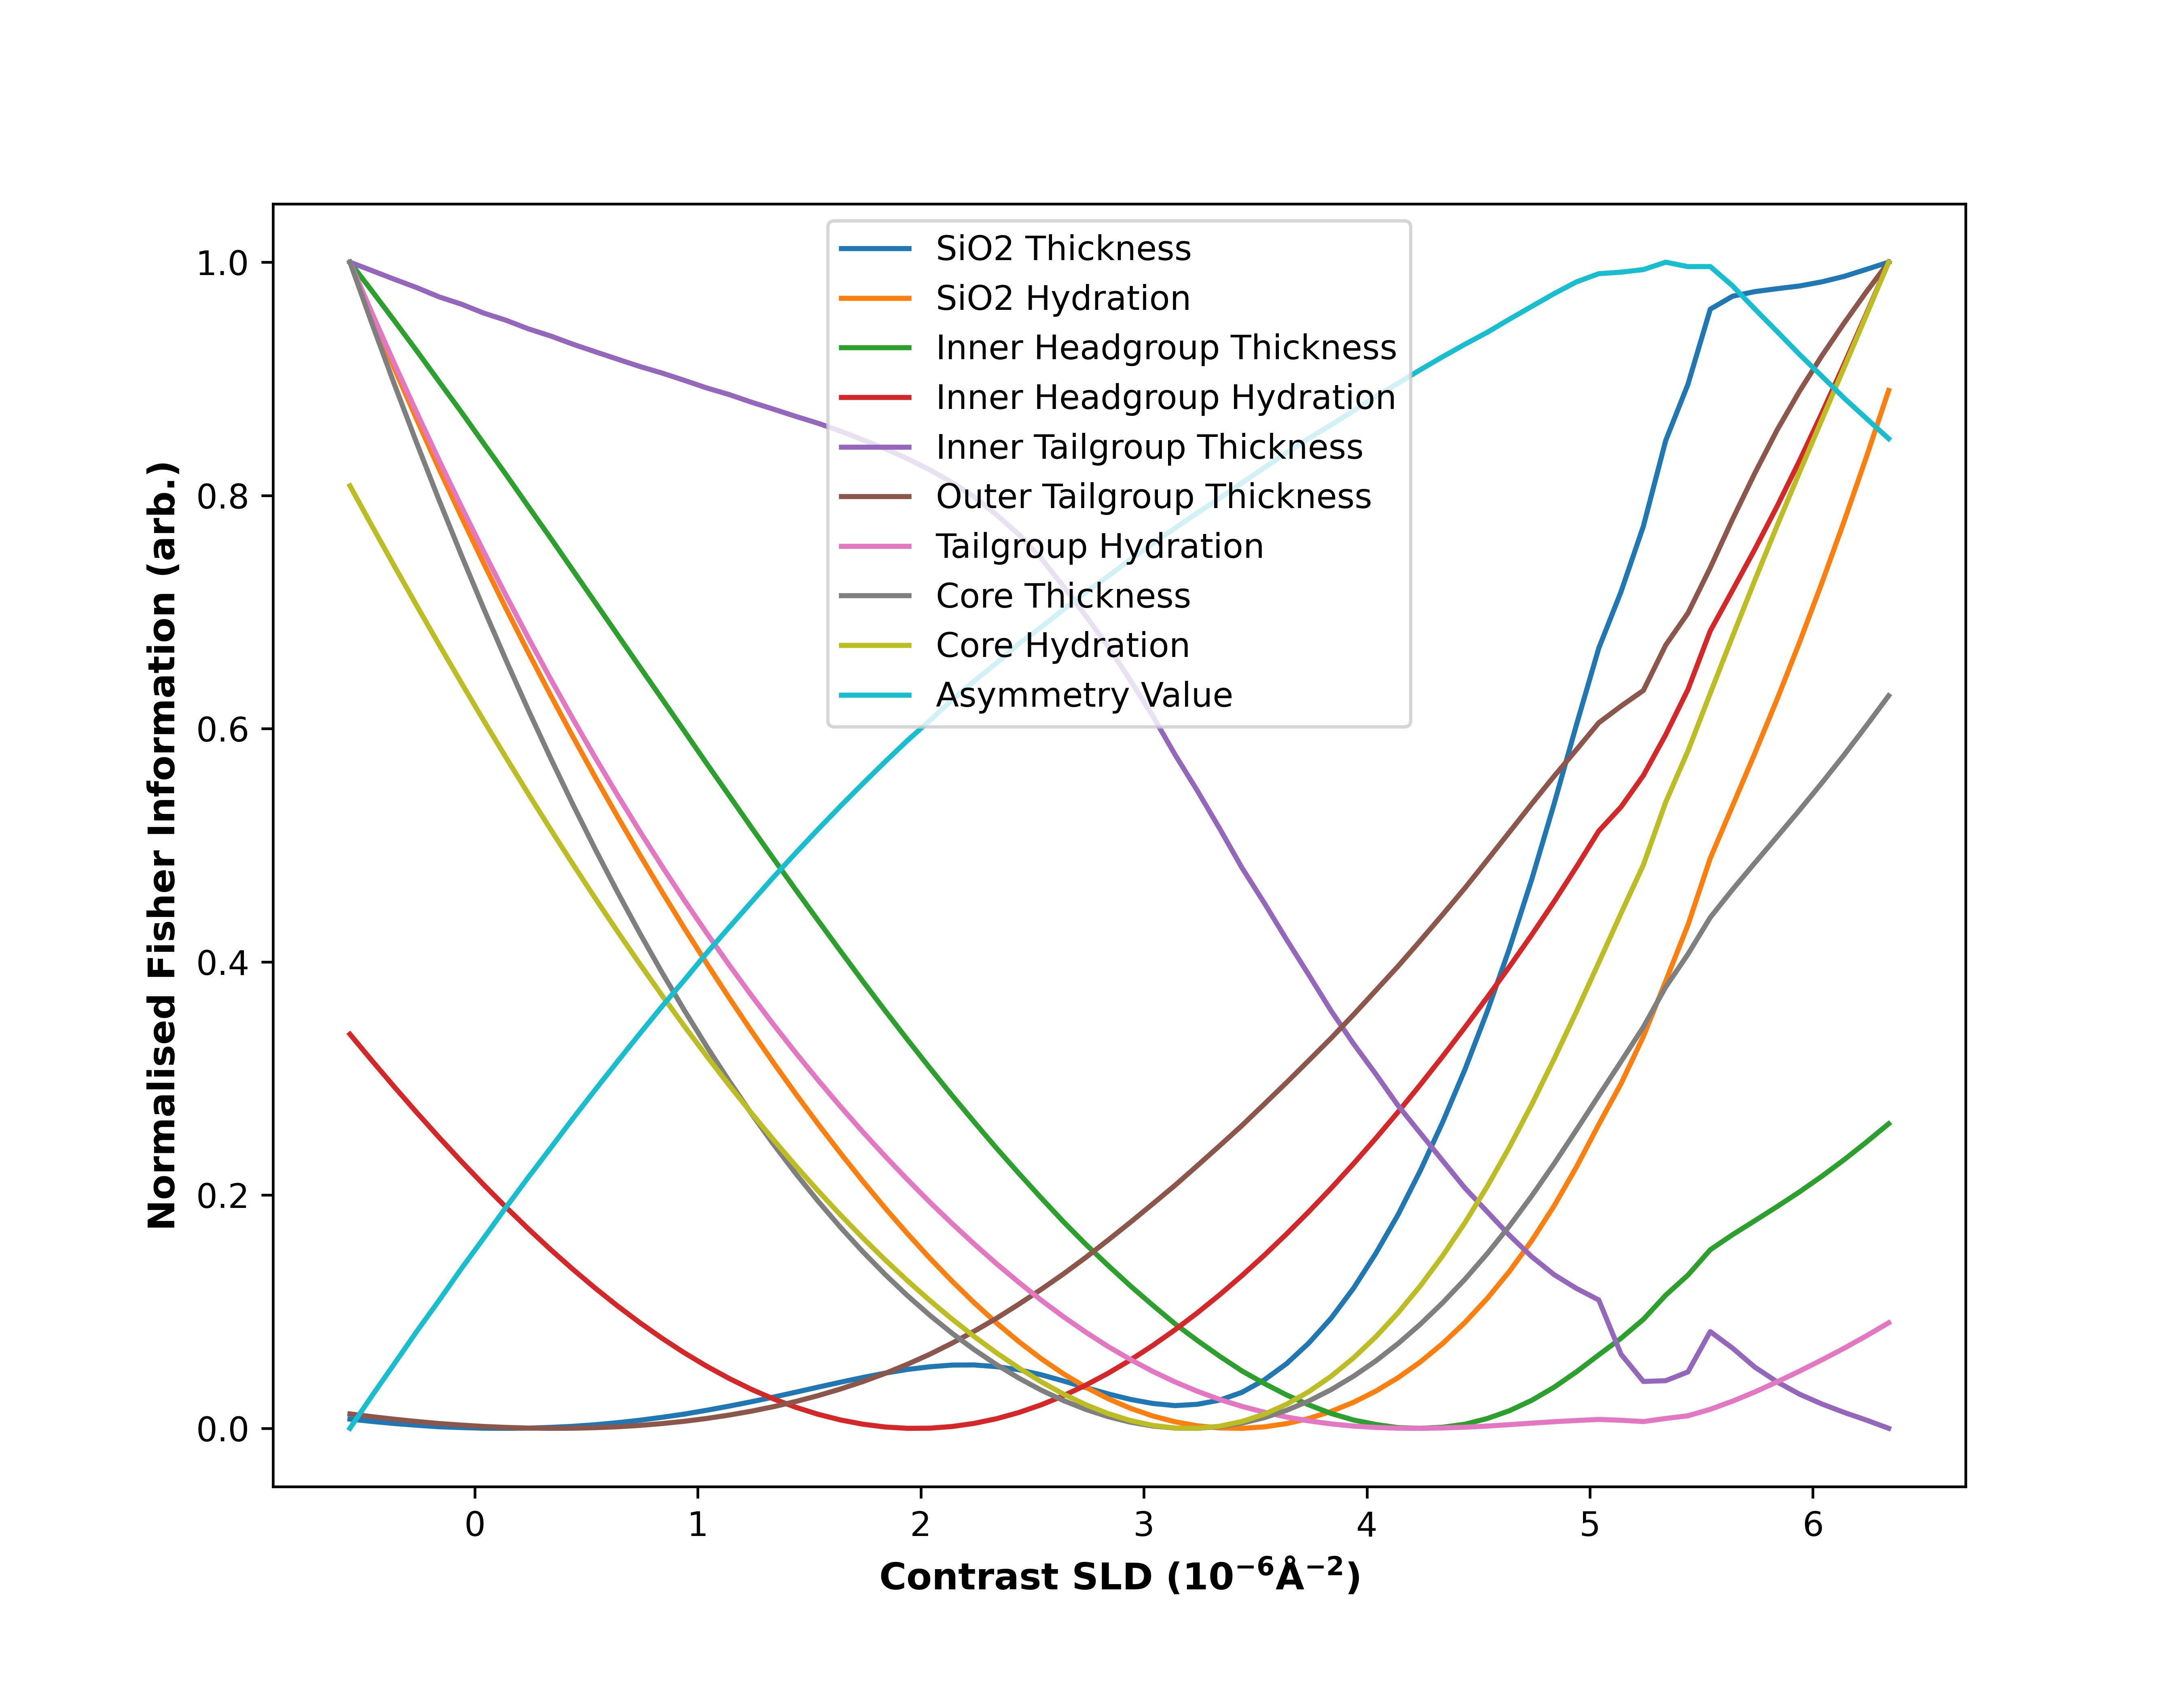 1.0
0.8
0.6
0.4
0.2
0.0
Normalised Fisher Information (arb.)
SiO2 Thickness
SiO2 Hydration
Inner Headgroup Thickness
Inner Headgroup Hydration
Inner Tailgroup Thickness
Outer Tailgroup Thickness
Tailgroup Hydration
Core Thickness
Core Hydration
Asymmetry Value
0 1 2 3 4 5 6
Contrast SLD (10⁻⁶Å⁻²)